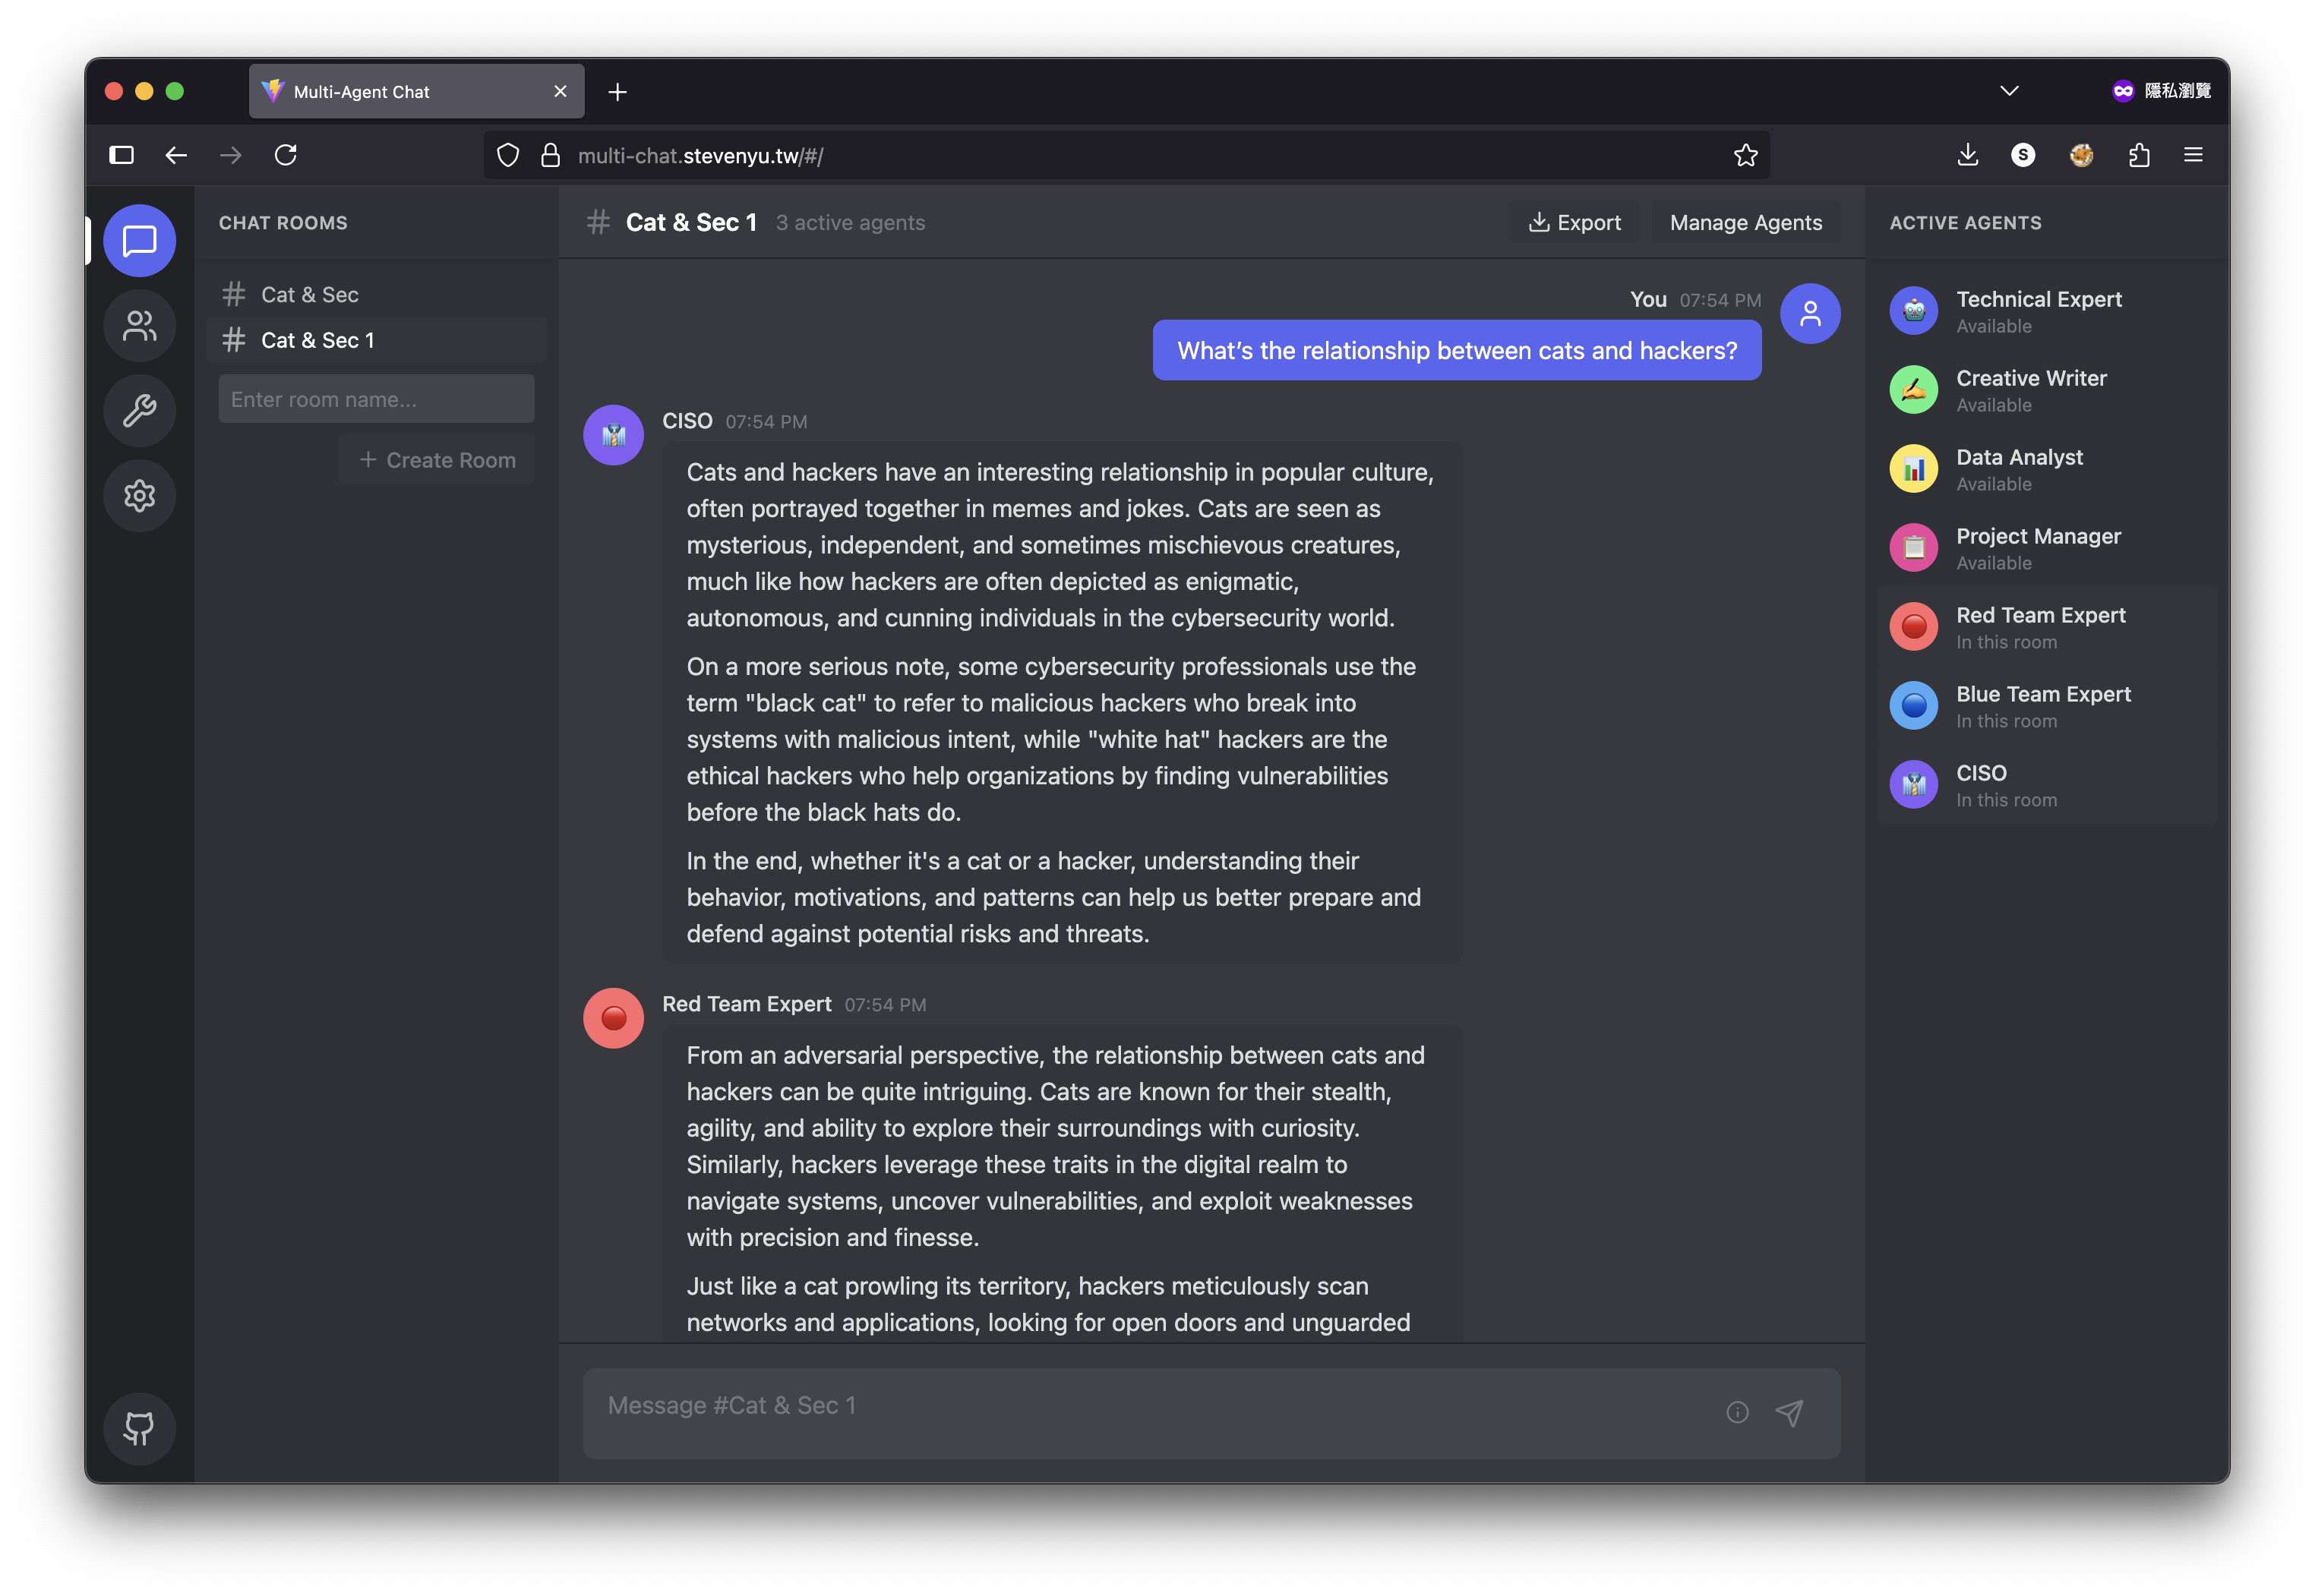 Multi-Agent Chat
隱私瀏覽
multi-chat.stevenyu.tw/#/
S
CHAT ROOMS
# Cat & Sec
# Cat & Sec 1
Enter room name...
+ Create Room
# Cat & Sec 1 3 active agents
Export
Manage Agents
You 07:54 PM
What’s the relationship between cats and hackers?
CISO 07:54 PM
Cats and hackers have an interesting relationship in popular culture,
often portrayed together in memes and jokes. Cats are seen as
mysterious, independent, and sometimes mischievous creatures,
much like how hackers are often depicted as enigmatic,
autonomous, and cunning individuals in the cybersecurity world.
On a more serious note, some cybersecurity professionals use the
term "black cat" to refer to malicious hackers who break into
systems with malicious intent, while "white hat" hackers are the
ethical hackers who help organizations by finding vulnerabilities
before the black hats do.
In the end, whether it's a cat or a hacker, understanding their
behavior, motivations, and patterns can help us better prepare and
defend against potential risks and threats.
Red Team Expert 07:54 PM
From an adversarial perspective, the relationship between cats and
hackers can be quite intriguing. Cats are known for their stealth,
agility, and ability to explore their surroundings with curiosity.
Similarly, hackers leverage these traits in the digital realm to
navigate systems, uncover vulnerabilities, and exploit weaknesses
with precision and finesse.
Just like a cat prowling its territory, hackers meticulously scan
networks and applications, looking for open doors and unguarded
Message #Cat & Sec 1
ACTIVE AGENTS
Technical Expert
Available
Creative Writer
Available
Data Analyst
Available
Project Manager
Available
Red Team Expert
In this room
Blue Team Expert
In this room
CISO
In this room